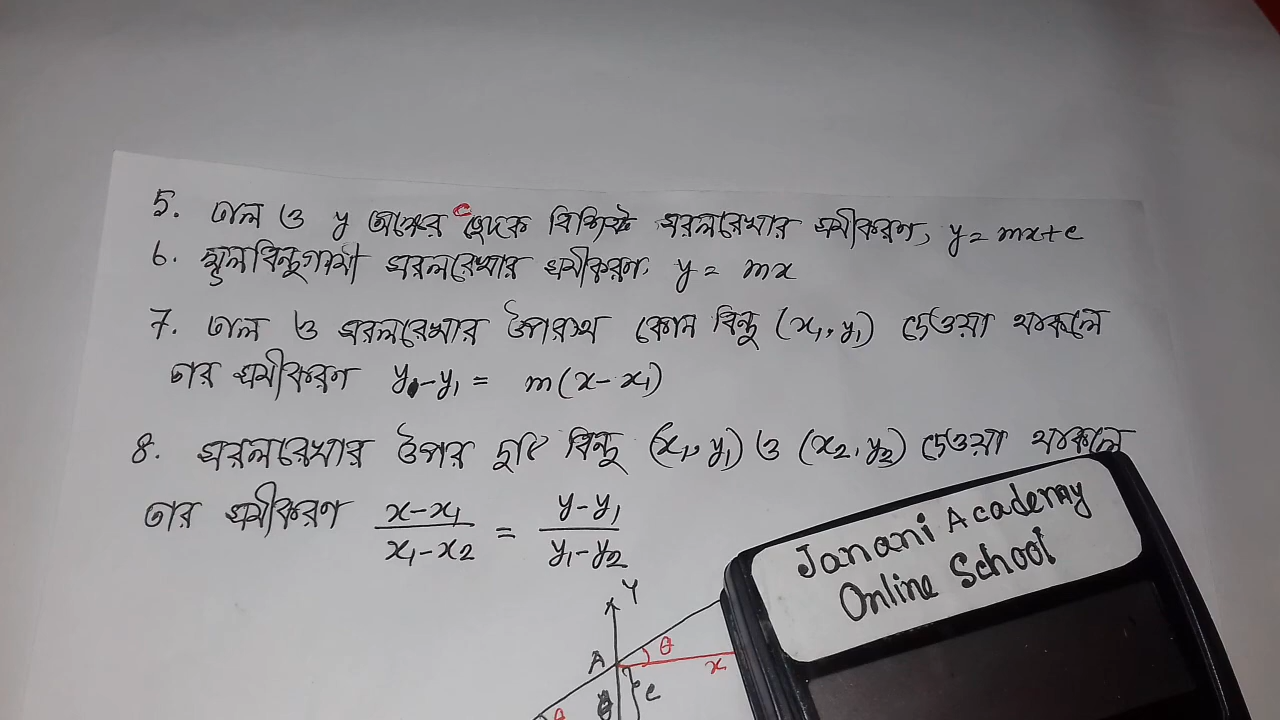 5. ঢাল ও y অক্ষের ছেদক বিশিষ্ট সরলরেখার সমীকরণ, y = mx+c
6. মূলবিন্দুগামী সরলরেখার সমীকরণ, y = mx
7. ঢাল ও সরলরেখার উপরস্থ কোন বিন্দু (x₁, y₁) দেওয়া থাকলে
তার সমীকরণ y-y₁ = m(x-x₁)
8. সরলরেখার উপর দুটি বিন্দু (x₁, y₁) ও (x₂, y₂) দেওয়া থাকলে
তার সমীকরণ (x-x₁)/(x₁-x₂) = (y-y₁)/(y₁-y₂)
Janani Academy
Online School
Y
A θ x
c
θ